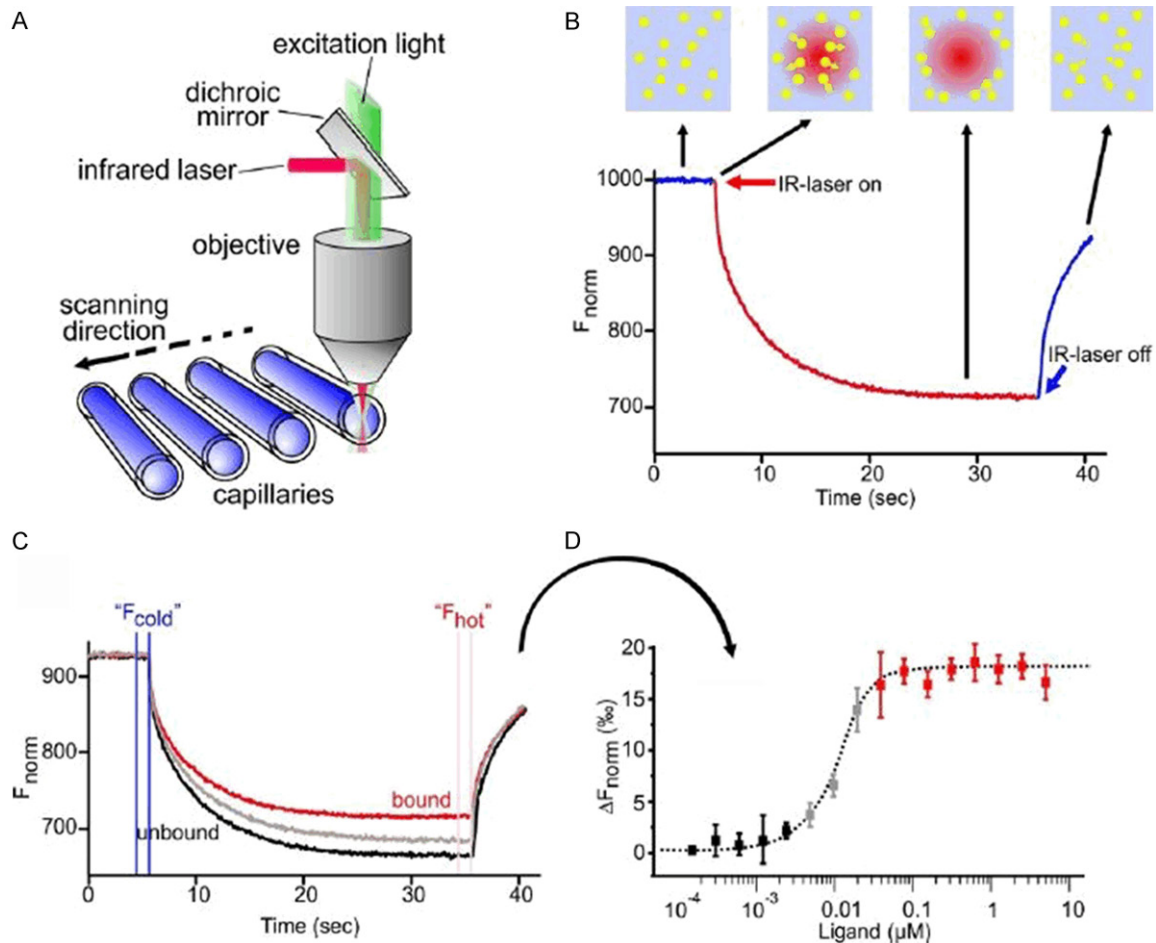 A
excitation light
dichroic
mirror
infrared laser
objective
scanning
direction
capillaries
B
1000
900
800
700
Fnorm
IR-laser on
IR-laser off
0
10
20
30
40
Time (sec)
C
"Fcold"
"Fhot"
900
800
700
Fnorm
bound
unbound
0
10
20
30
40
Time (sec)
D
20
15
10
5
0
ΔFnorm (‰)
10-4
10-3
0.01
0.1
1
10
Ligand (µM)